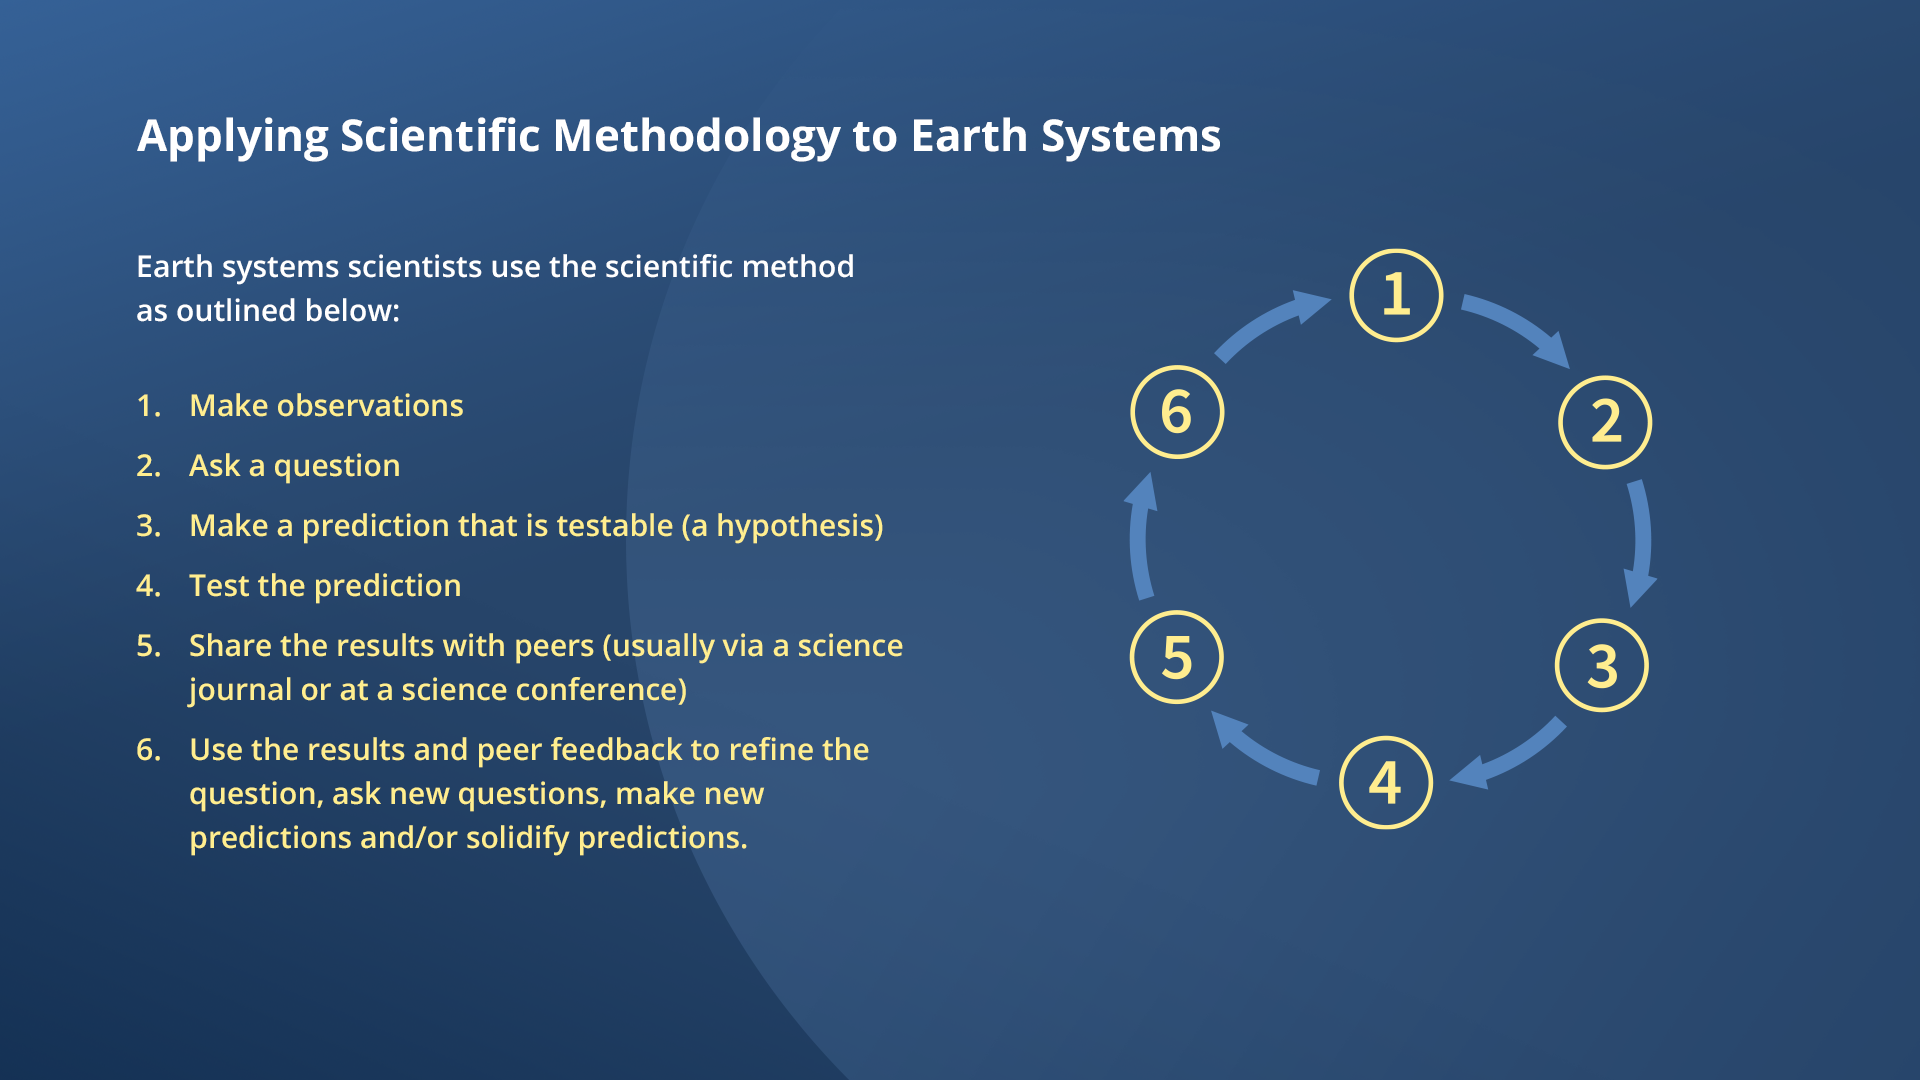 Applying Scientific Methodology to Earth Systems
Earth systems scientists use the scientific method
as outlined below:
1. Make observations
2. Ask a question
3. Make a prediction that is testable (a hypothesis)
4. Test the prediction
5. Share the results with peers (usually via a science
journal or at a science conference)
6. Use the results and peer feedback to refine the
question, ask new questions, make new
predictions and/or solidify predictions.
1
2
3
4
5
6